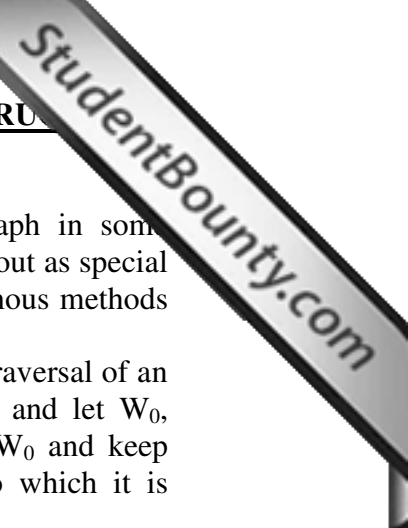 StudentBounty.com
RU
aph in som
out as special
nous methods
raversal of an
and let W₀,
W₀ and keep
which it is